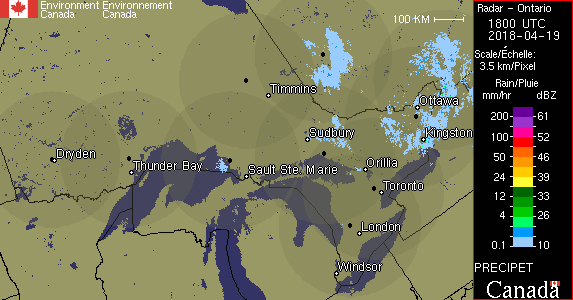 Environment Environnement
Canada Canada
100 KM
Timmins
Ottawa
Sudbury
Kingston
Dryden
Thunder Bay
Sault Ste. Marie
Orillia
Toronto
London
Windsor
Radar - Ontario
1800 UTC
2018-04-19
Scale/Échelle:
3.5 km/Pixel
Rain/Pluie
mm/hr dBZ
200 61
100 52
50 46
24 39
12 33
4 26
0.1 10
PRECIPET
Canada